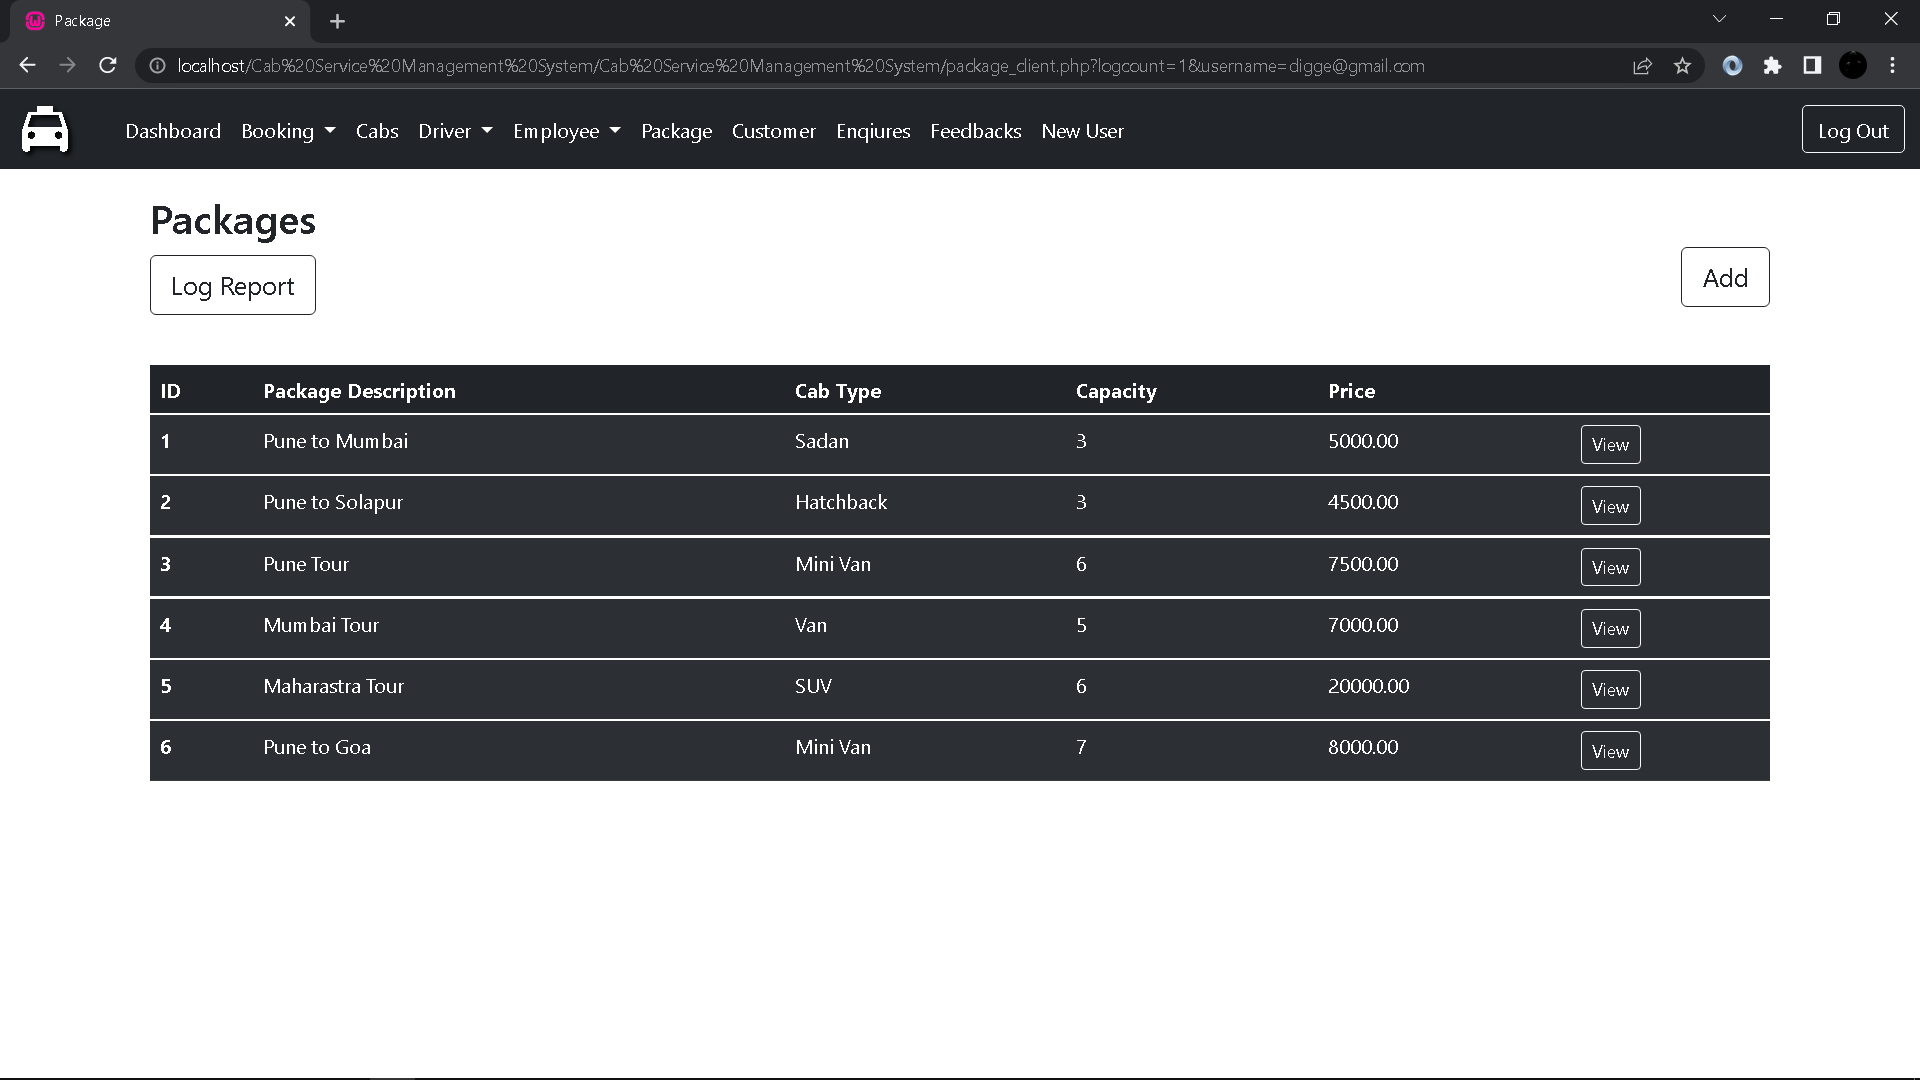 Package
localhost/Cab%20Service%20Management%20System/Cab%20Service%20Management%20System/package_client.php?logcount=1&username=digge@gmail.com
Dashboard Booking Cabs Driver Employee Package Customer Enqiures Feedbacks New User Log Out
Packages
Log Report Add
ID Package Description Cab Type Capacity Price
1 Pune to Mumbai Sadan 3 5000.00 View
2 Pune to Solapur Hatchback 3 4500.00 View
3 Pune Tour Mini Van 6 7500.00 View
4 Mumbai Tour Van 5 7000.00 View
5 Maharastra Tour SUV 6 20000.00 View
6 Pune to Goa Mini Van 7 8000.00 View